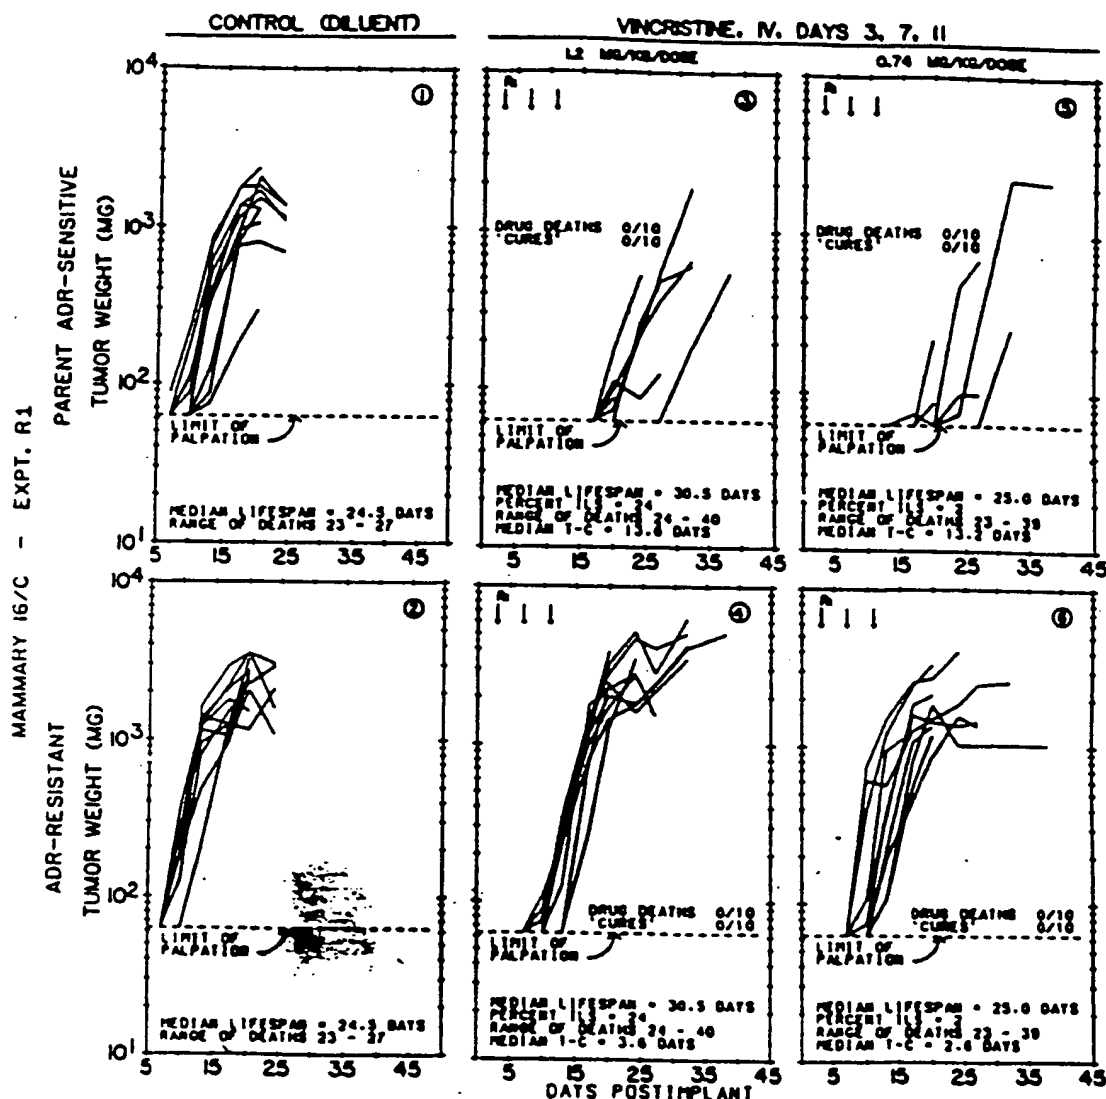 CONTROL (DILUENT)
VINCRISTINE, IV, DAYS 3, 7, 11
1.2 MG/KG/DOSE
0.74 MG/KG/DOSE
MAMMARY 16/C - EXPT. R1
PARENT ADR-SENSITIVE
TUMOR WEIGHT (MG)
10⁴
10³
10²
10¹
①
LIMIT OF
PALPATION
MEDIAN LIFESPAN = 24.5 DAYS
RANGE OF DEATHS 23 - 27
5 15 25 35 45
Rx
③
DRUG DEATHS 0/10
'CURES' 0/10
LIMIT OF
PALPATION
MEDIAN LIFESPAN = 30.5 DAYS
PERCENT ILS = 24
RANGE OF DEATHS 24 - 40
MEDIAN T-C = 13.6 DAYS
5 15 25 35 45
Rx
⑤
DRUG DEATHS 0/10
'CURES' 0/10
LIMIT OF
PALPATION
MEDIAN LIFESPAN = 25.0 DAYS
PERCENT ILS = 2
RANGE OF DEATHS 23 - 39
MEDIAN T-C = 13.2 DAYS
15 25 35 45
ADR-RESISTANT
TUMOR WEIGHT (MG)
10⁴
10³
10²
10¹
②
LIMIT OF
PALPATION
MEDIAN LIFESPAN = 24.5 DAYS
RANGE OF DEATHS 23 - 27
5 15 25 35 45
Rx
④
DRUG DEATHS 0/10
'CURES' 0/10
LIMIT OF
PALPATION
MEDIAN LIFESPAN = 30.5 DAYS
PERCENT ILS = 24
RANGE OF DEATHS 24 - 40
MEDIAN T-C = 3.6 DAYS
5 15 25 35 45
Rx
⑥
DRUG DEATHS 0/10
'CURES' 0/10
LIMIT OF
PALPATION
MEDIAN LIFESPAN = 25.0 DAYS
PERCENT ILS = 2
RANGE OF DEATHS 23 - 39
MEDIAN T-C = 2.6 DAYS
5 15 25 35 45
DAYS POSTIMPLANT